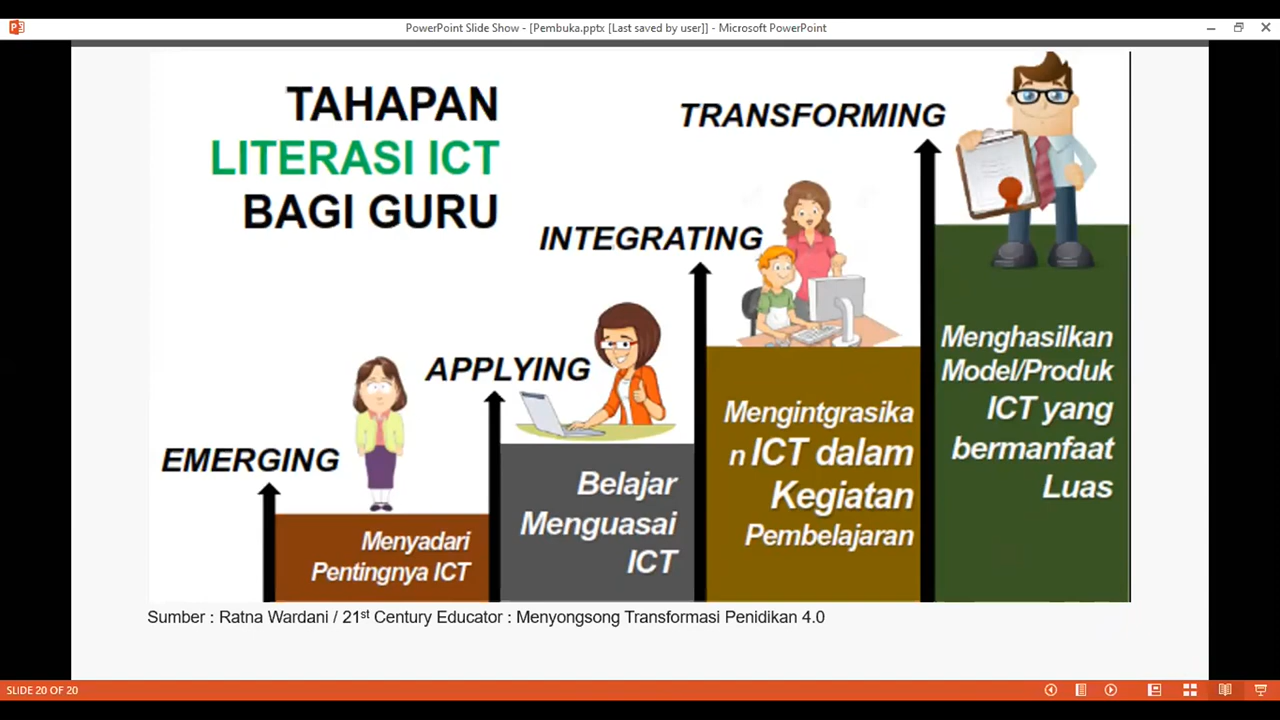 PowerPoint Slide Show - [Pembuka.pptx [Last saved by user]] - Microsoft PowerPoint
TAHAPAN
LITERASI ICT
BAGI GURU
EMERGING
Menyadari
Pentingnya ICT
APPLYING
Belajar
Menguasai
ICT
INTEGRATING
Mengintgrasika
n ICT dalam
Kegiatan
Pembelajaran
TRANSFORMING
Menghasilkan
Model/Produk
ICT yang
bermanfaat
Luas
Sumber : Ratna Wardani / 21st Century Educator : Menyongsong Transformasi Penidikan 4.0
SLIDE 20 OF 20